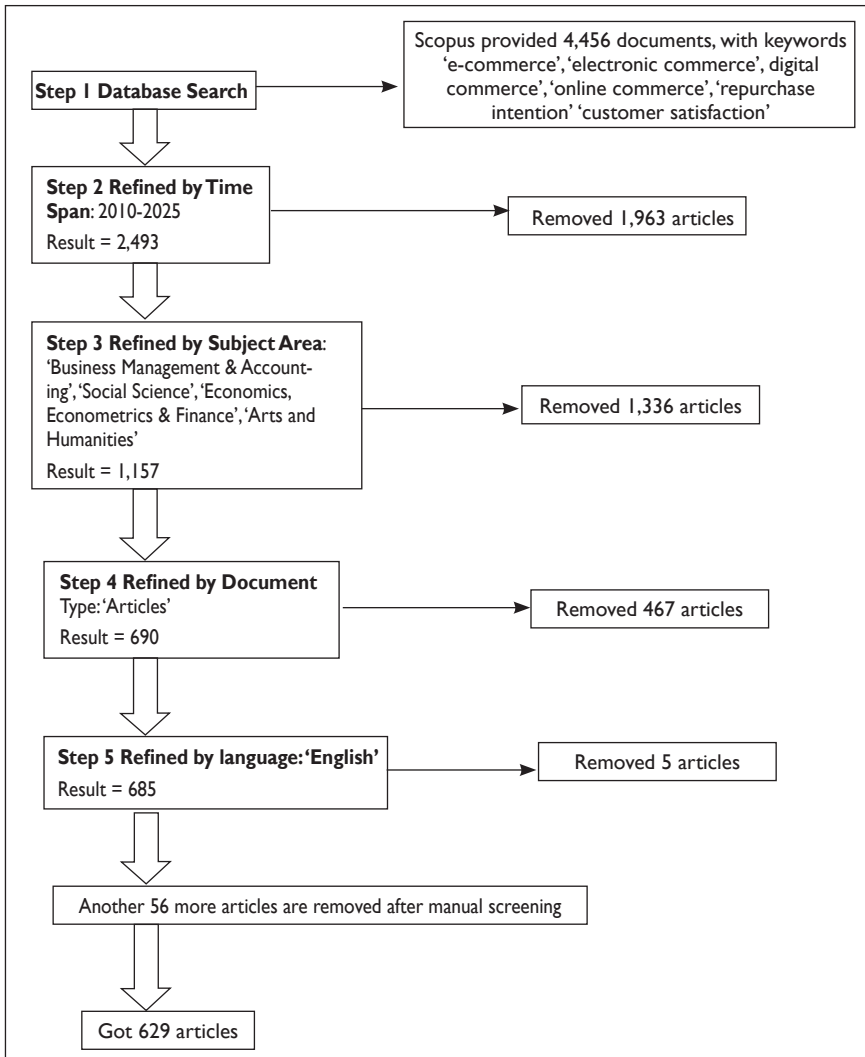 Scopus provided 4,456 documents, with keywords
‘e-commerce’, ‘electronic commerce’, digital
commerce’, ‘online commerce’, ‘repurchase
intention’ ‘customer satisfaction’
Step 1 Database Search
Step 2 Refined by Time
Span: 2010-2025
Result = 2,493
Removed 1,963 articles
Step 3 Refined by Subject Area:
‘Business Management & Account-
ing’, ‘Social Science’, ‘Economics,
Econometrics & Finance’, ‘Arts and
Humanities’
Result = 1,157
Removed 1,336 articles
Step 4 Refined by Document
Type: ‘Articles’
Result = 690
Removed 467 articles
Step 5 Refined by language: ‘English’
Result = 685
Removed 5 articles
Another 56 more articles are removed after manual screening
Got 629 articles